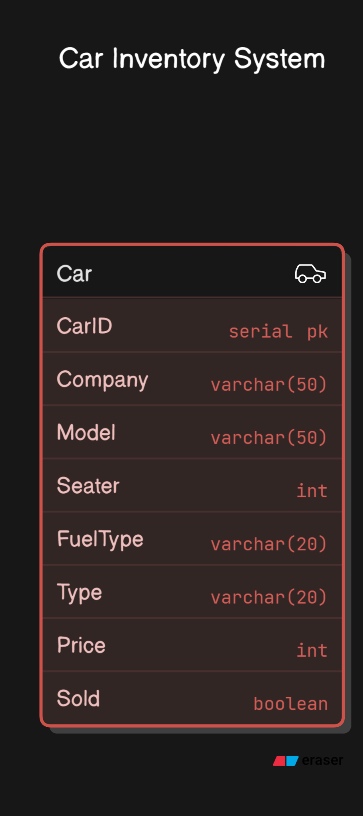 Car Inventory System
Car
CarID serial pk
Company varchar(50)
Model varchar(50)
Seater int
FuelType varchar(20)
Type varchar(20)
Price int
Sold boolean
eraser